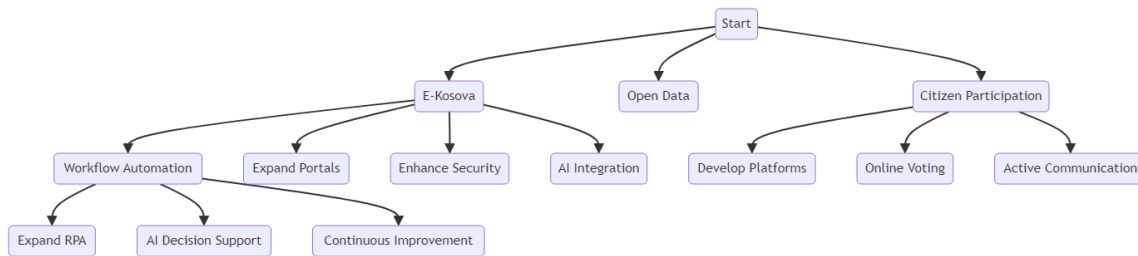 Start
E-Kosova
Open Data
Citizen Participation
Workflow Automation
Expand Portals
Enhance Security
AI Integration
Develop Platforms
Online Voting
Active Communication
Expand RPA
AI Decision Support
Continuous Improvement